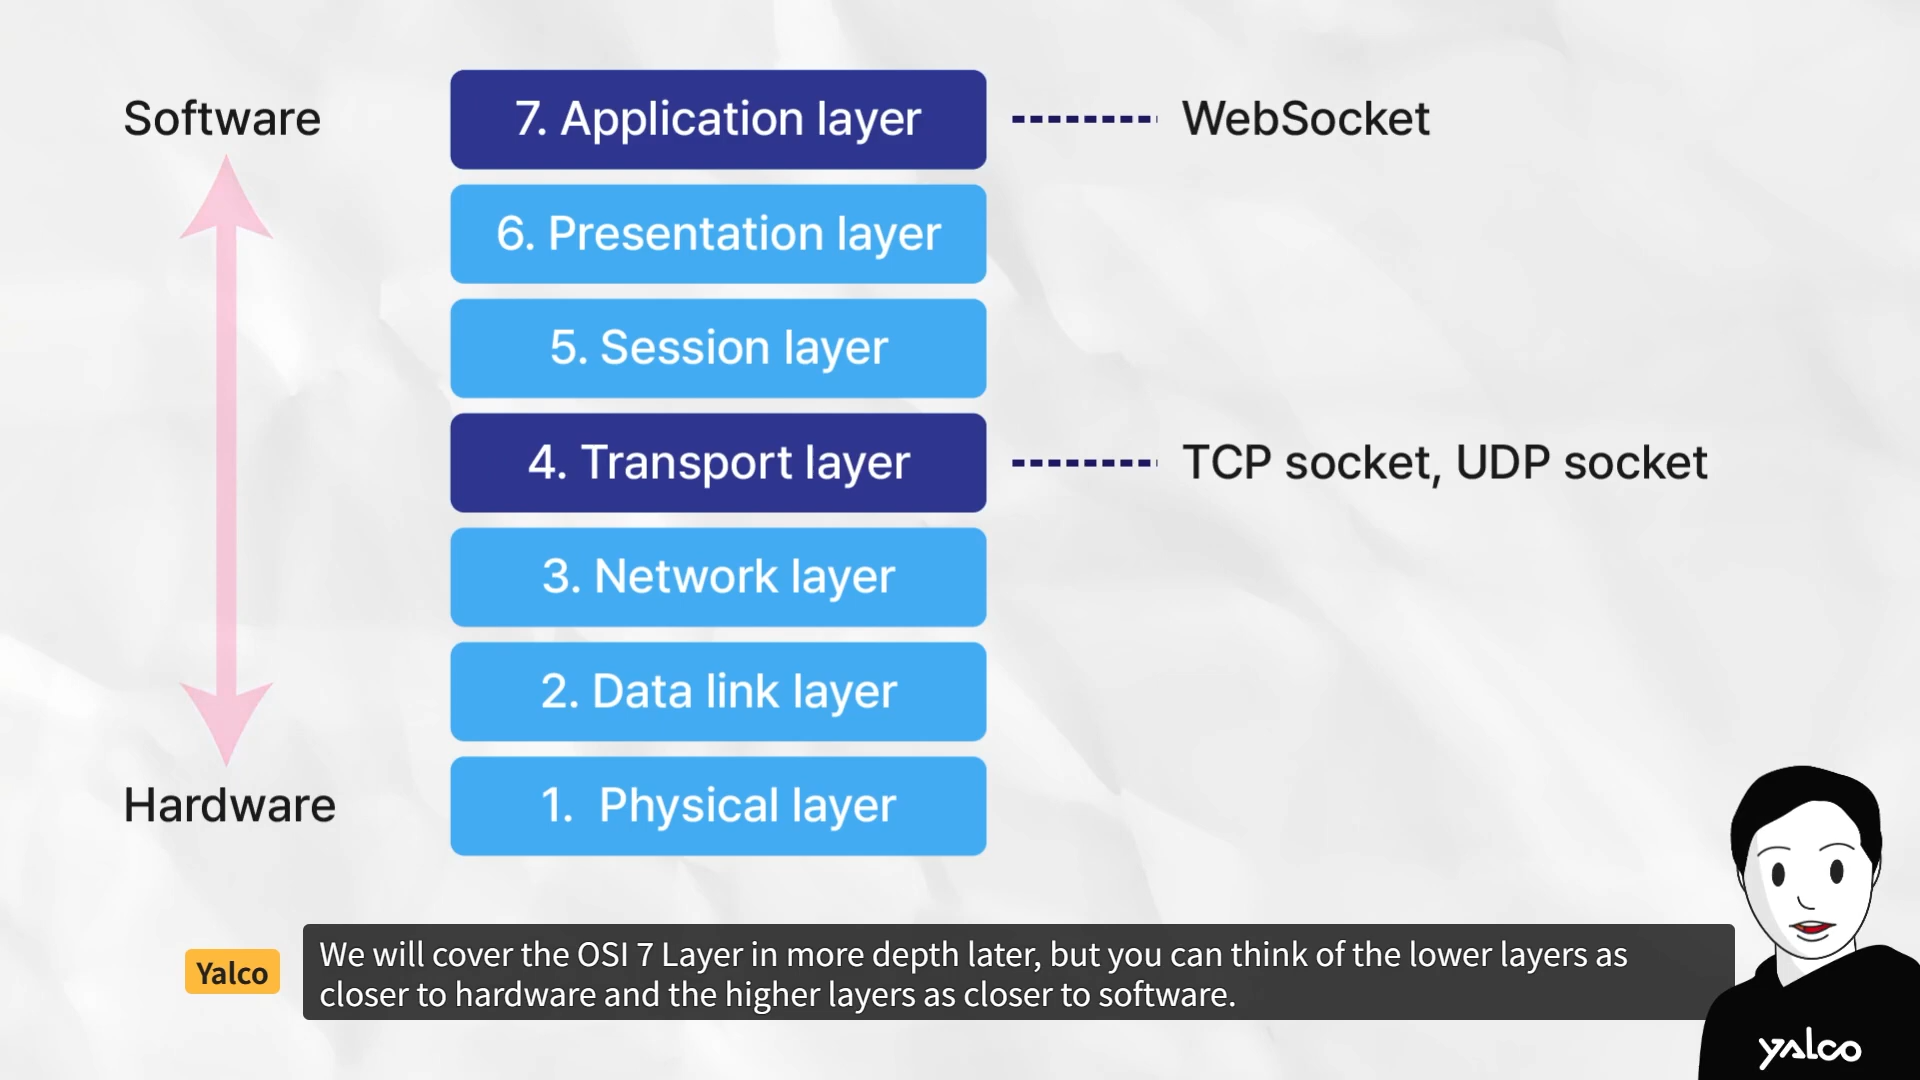 Software
7. Application layer
WebSocket
6. Presentation layer
5. Session layer
4. Transport layer
TCP socket, UDP socket
3. Network layer
2. Data link layer
Hardware
1. Physical layer
Yalco
We will cover the OSI 7 Layer in more depth later, but you can think of the lower layers as
closer to hardware and the higher layers as closer to software.
yalco